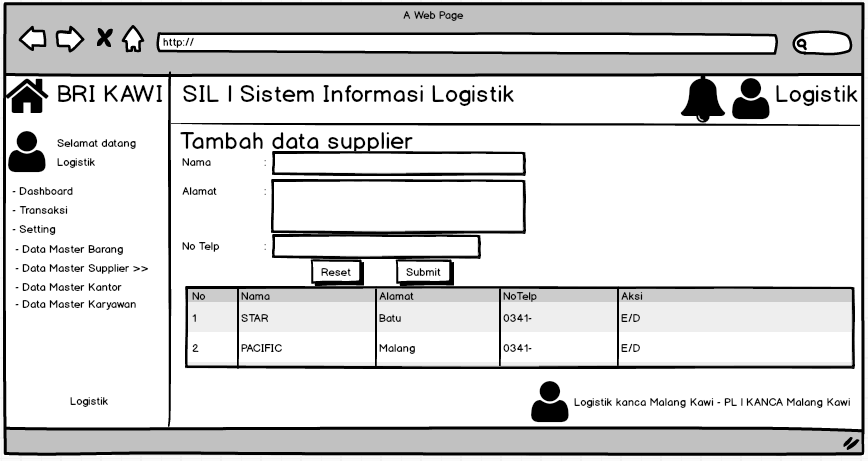 A Web Page
http://
BRI KAWI
SIL | Sistem Informasi Logistik
Logistik
Selamat datang
Logistik
- Dashboard
- Transaksi
- Setting
- Data Master Barang
- Data Master Supplier >>
- Data Master Kantor
- Data Master Karyawan
Logistik
Tambah data supplier
Nama :
Alamat :
No Telp :
Reset Submit
No Nama Alamat NoTelp Aksi
1 STAR Batu 0341- E/D
2 PACIFIC Malang 0341- E/D
Logistik kanca Malang Kawi - PL | KANCA Malang Kawi